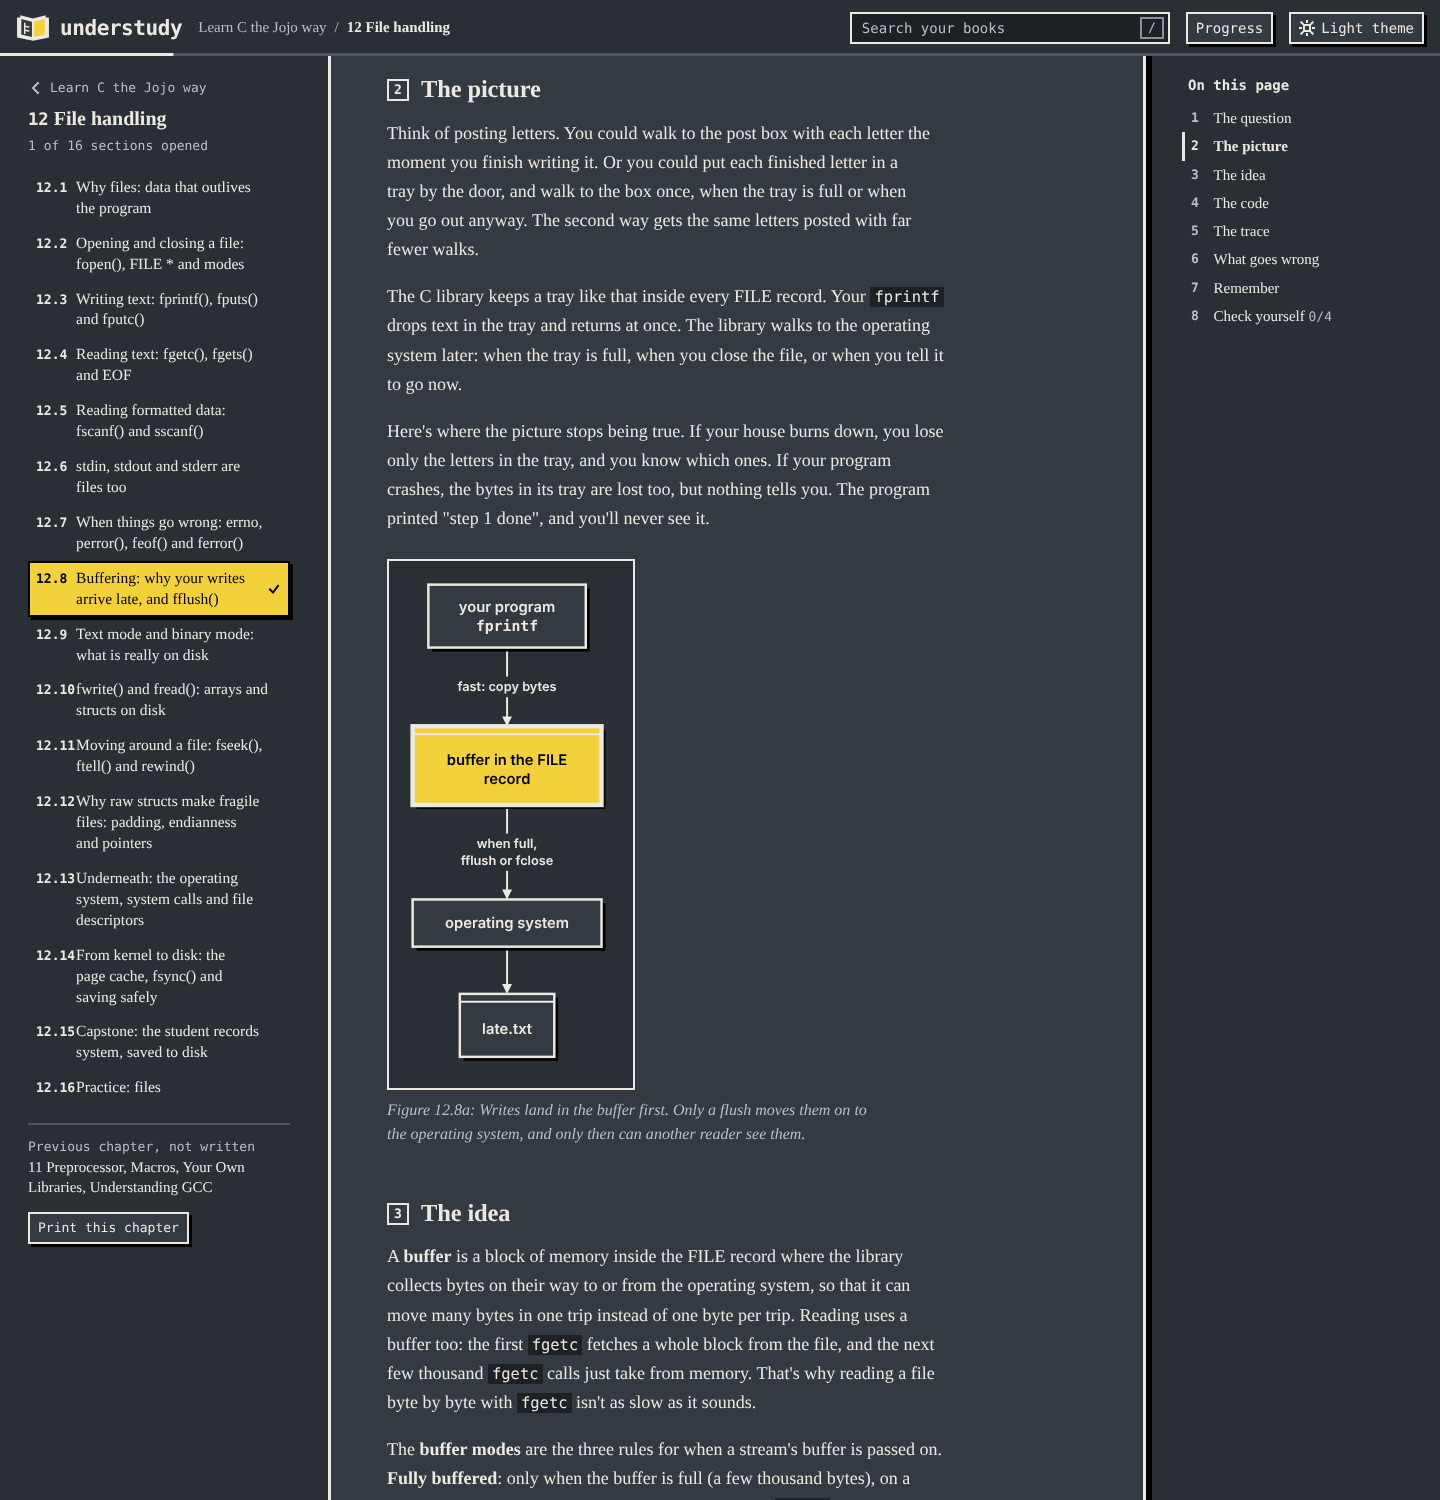 understudy
Learn C the Jojo way / 12 File handling
Search your books
/
Progress
Light theme
Learn C the Jojo way
12 File handling
1 of 16 sections opened
12.1 Why files: data that outlives
the program
12.2 Opening and closing a file:
fopen(), FILE * and modes
12.3 Writing text: fprintf(), fputs()
and fputc()
12.4 Reading text: fgetc(), fgets()
and EOF
12.5 Reading formatted data:
fscanf() and sscanf()
12.6 stdin, stdout and stderr are
files too
12.7 When things go wrong: errno,
perror(), feof() and ferror()
12.8 Buffering: why your writes
arrive late, and fflush()
12.9 Text mode and binary mode:
what is really on disk
12.10 fwrite() and fread(): arrays and
structs on disk
12.11 Moving around a file: fseek(),
ftell() and rewind()
12.12 Why raw structs make fragile
files: padding, endianness
and pointers
12.13 Underneath: the operating
system, system calls and file
descriptors
12.14 From kernel to disk: the
page cache, fsync() and
saving safely
12.15 Capstone: the student records
system, saved to disk
12.16 Practice: files
Previous chapter, not written
11 Preprocessor, Macros, Your Own
Libraries, Understanding GCC
Print this chapter
2 The picture
Think of posting letters. You could walk to the post box with each letter the
moment you finish writing it. Or you could put each finished letter in a
tray by the door, and walk to the box once, when the tray is full or when
you go out anyway. The second way gets the same letters posted with far
fewer walks.
The C library keeps a tray like that inside every FILE record. Your fprintf
drops text in the tray and returns at once. The library walks to the operating
system later: when the tray is full, when you close the file, or when you tell it
to go now.
Here's where the picture stops being true. If your house burns down, you lose
only the letters in the tray, and you know which ones. If your program
crashes, the bytes in its tray are lost too, but nothing tells you. The program
printed "step 1 done", and you'll never see it.
your program
fprintf
fast: copy bytes
buffer in the FILE
record
when full,
fflush or fclose
operating system
late.txt
Figure 12.8a: Writes land in the buffer first. Only a flush moves them on to
the operating system, and only then can another reader see them.
3 The idea
A buffer is a block of memory inside the FILE record where the library
collects bytes on their way to or from the operating system, so that it can
move many bytes in one trip instead of one byte per trip. Reading uses a
buffer too: the first fgetc fetches a whole block from the file, and the next
few thousand fgetc calls just take from memory. That's why reading a file
byte by byte with fgetc isn't as slow as it sounds.
The buffer modes are the three rules for when a stream's buffer is passed on.
Fully buffered: only when the buffer is full (a few thousand bytes), on a
On this page
1 The question
2 The picture
3 The idea
4 The code
5 The trace
6 What goes wrong
7 Remember
8 Check yourself 0/4